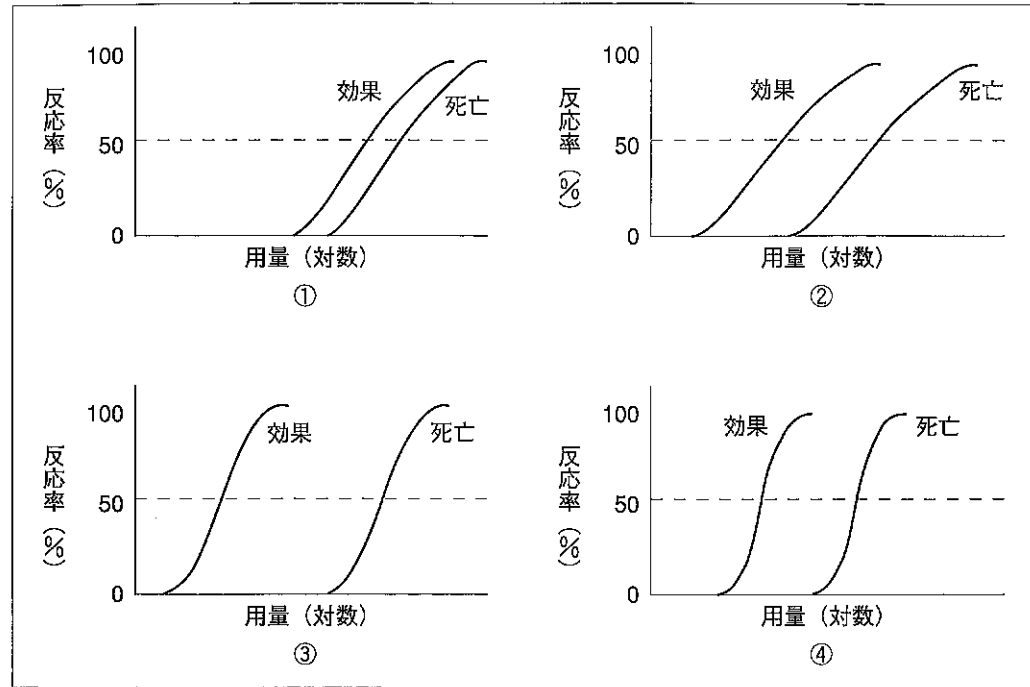 100
50
0
反応率(%)
効果
死亡
用量(対数)
①
100
50
0
反応率(%)
効果
死亡
用量(対数)
②
100
50
0
反応率(%)
効果
死亡
用量(対数)
③
100
50
0
反応率(%)
効果
死亡
用量(対数)
④